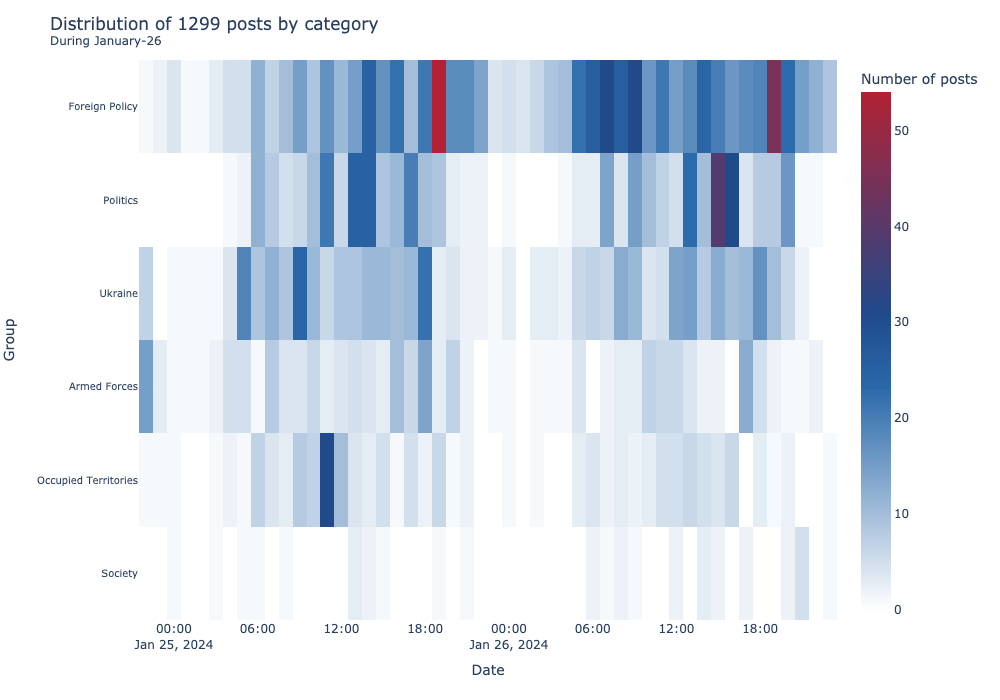 Distribution of 1299 posts by category
During January-26
Number of posts
Foreign Policy
Politics
Ukraine
Armed Forces
Occupied Territories
Society
Group
50
40
30
20
10
0
00:00 06:00 12:00 18:00 00:00 06:00 12:00 18:00
Jan 25, 2024 Jan 26, 2024
Date